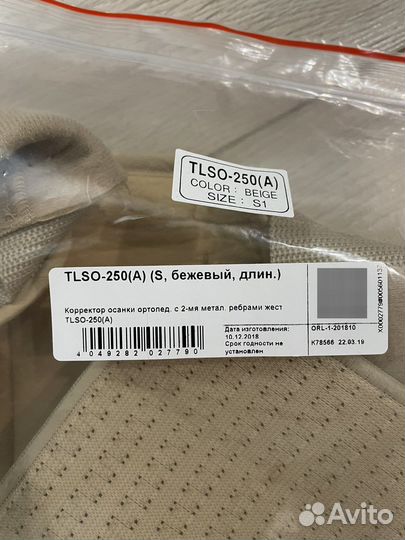 TLSO-250(A)
COLOR : BEIGE
SIZE : S1
TLSO-250(A) (S, бежевый, длин.)
Корректор осанки ортопед. с 2-мя метал. ребрами жест
TLSO-250(A)
4 049282 027790
Дата изготовления:
10.12.2018
Срок годности не
установлен
ORL-1-201810
K78566 22.03.19
Avito